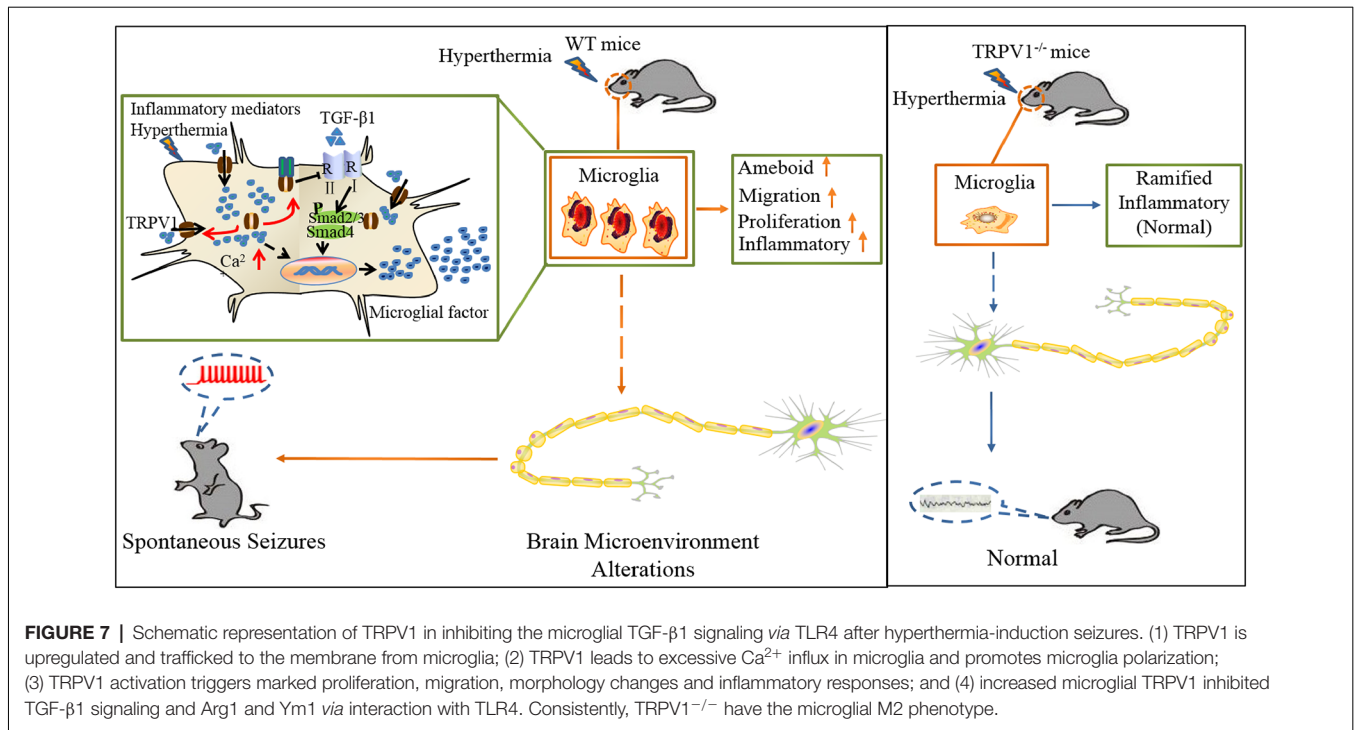 WT mice
Hyperthermia
Inflammatory mediators
Hyperthermia
TGF-β1
R R
II I
TRPV1
P
Smad2/3
Smad4
Ca2
+
Microglial factor
Microglia
Ameboid
Migration
Proliferation
Inflammatory
Spontaneous Seizures
Brain Microenvironment
Alterations
TRPV1-/- mice
Hyperthermia
Microglia
Ramified
Inflammatory
(Normal)
Normal
FIGURE 7 | Schematic representation of TRPV1 in inhibiting the microglial TGF-β1 signaling via TLR4 after hyperthermia-induction seizures. (1) TRPV1 is
upregulated and trafficked to the membrane from microglia; (2) TRPV1 leads to excessive Ca2+ influx in microglia and promotes microglia polarization;
(3) TRPV1 activation triggers marked proliferation, migration, morphology changes and inflammatory responses; and (4) increased microglial TRPV1 inhibited
TGF-β1 signaling and Arg1 and Ym1 via interaction with TLR4. Consistently, TRPV1−/− have the microglial M2 phenotype.